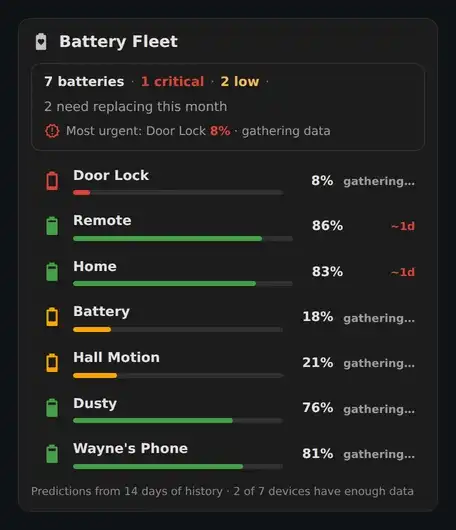 Battery Fleet
7 batteries · 1 critical · 2 low ·
2 need replacing this month
Most urgent: Door Lock 8% · gathering data
Door Lock 8% gathering...
Remote 86% ~1d
Home 83% ~1d
Battery 18% gathering...
Hall Motion 21% gathering...
Dusty 76% gathering...
Wayne's Phone 81% gathering...
Predictions from 14 days of history · 2 of 7 devices have enough data